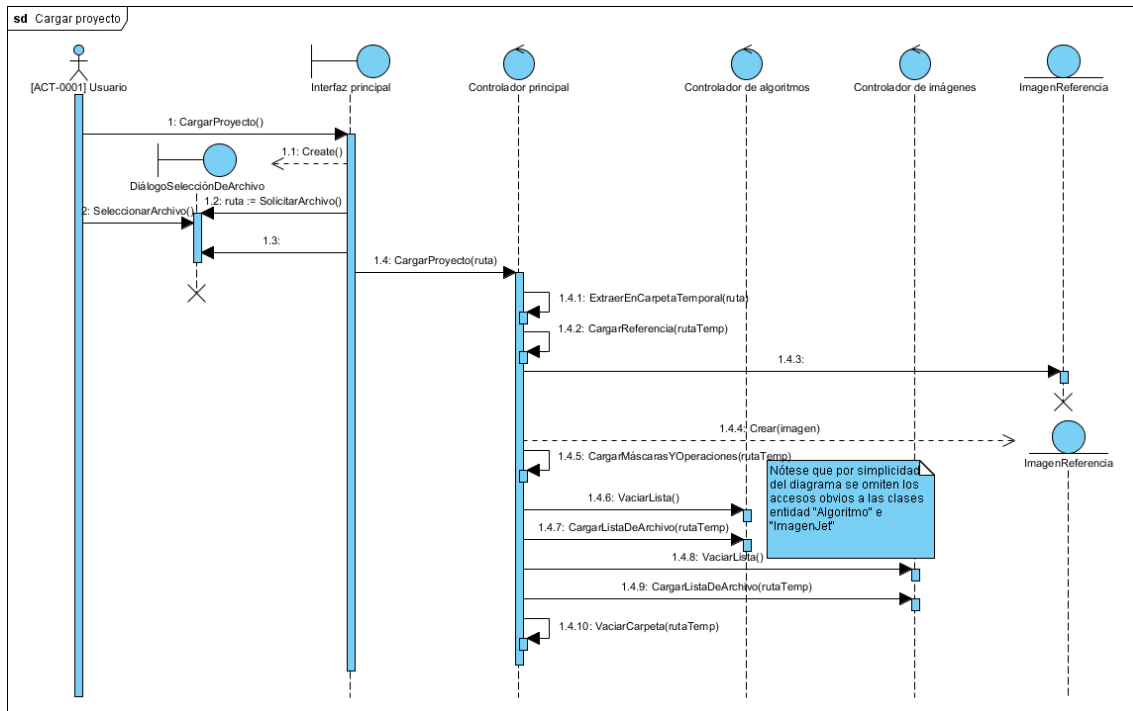 sd Cargar proyecto
[ACT-0001] Usuario
Interfaz principal
Controlador principal
Controlador de algoritmos
Controlador de imágenes
ImagenReferencia
1: CargarProyecto()
1.1: Create()
DiálogoSelecciónDeArchivo
1.2: ruta := SolicitarArchivo()
2: SeleccionarArchivo()
1.3:
1.4: CargarProyecto(ruta)
1.4.1: ExtraerEnCarpetaTemporal(ruta)
1.4.2: CargarReferencia(rutaTemp)
1.4.3:
1.4.4: Crear(imagen)
ImagenReferencia
1.4.5: CargarMáscarasYOperaciones(rutaTemp)
Nótese que por simplicidad
del diagrama se omiten los
accesos obvios a las clases
entidad "Algoritmo" e
"ImagenJet"
1.4.6: VaciarLista()
1.4.7: CargarListaDeArchivo(rutaTemp)
1.4.8: VaciarLista()
1.4.9: CargarListaDeArchivo(rutaTemp)
1.4.10: VaciarCarpeta(rutaTemp)